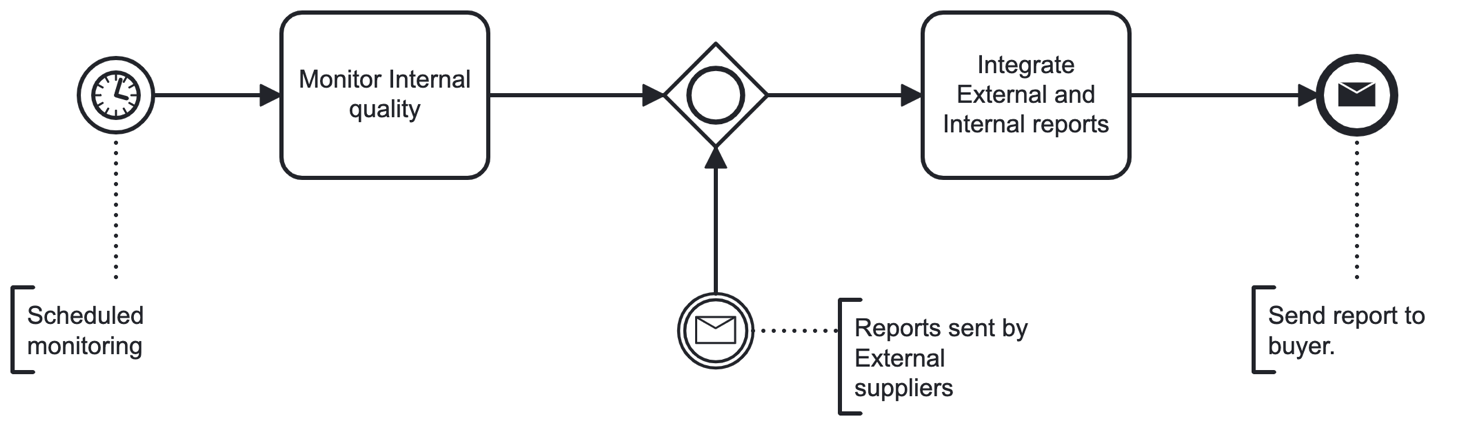 Monitor Internal
quality
Integrate
External and
Internal reports
Scheduled
monitoring
Reports sent by
External
suppliers
Send report to
buyer.